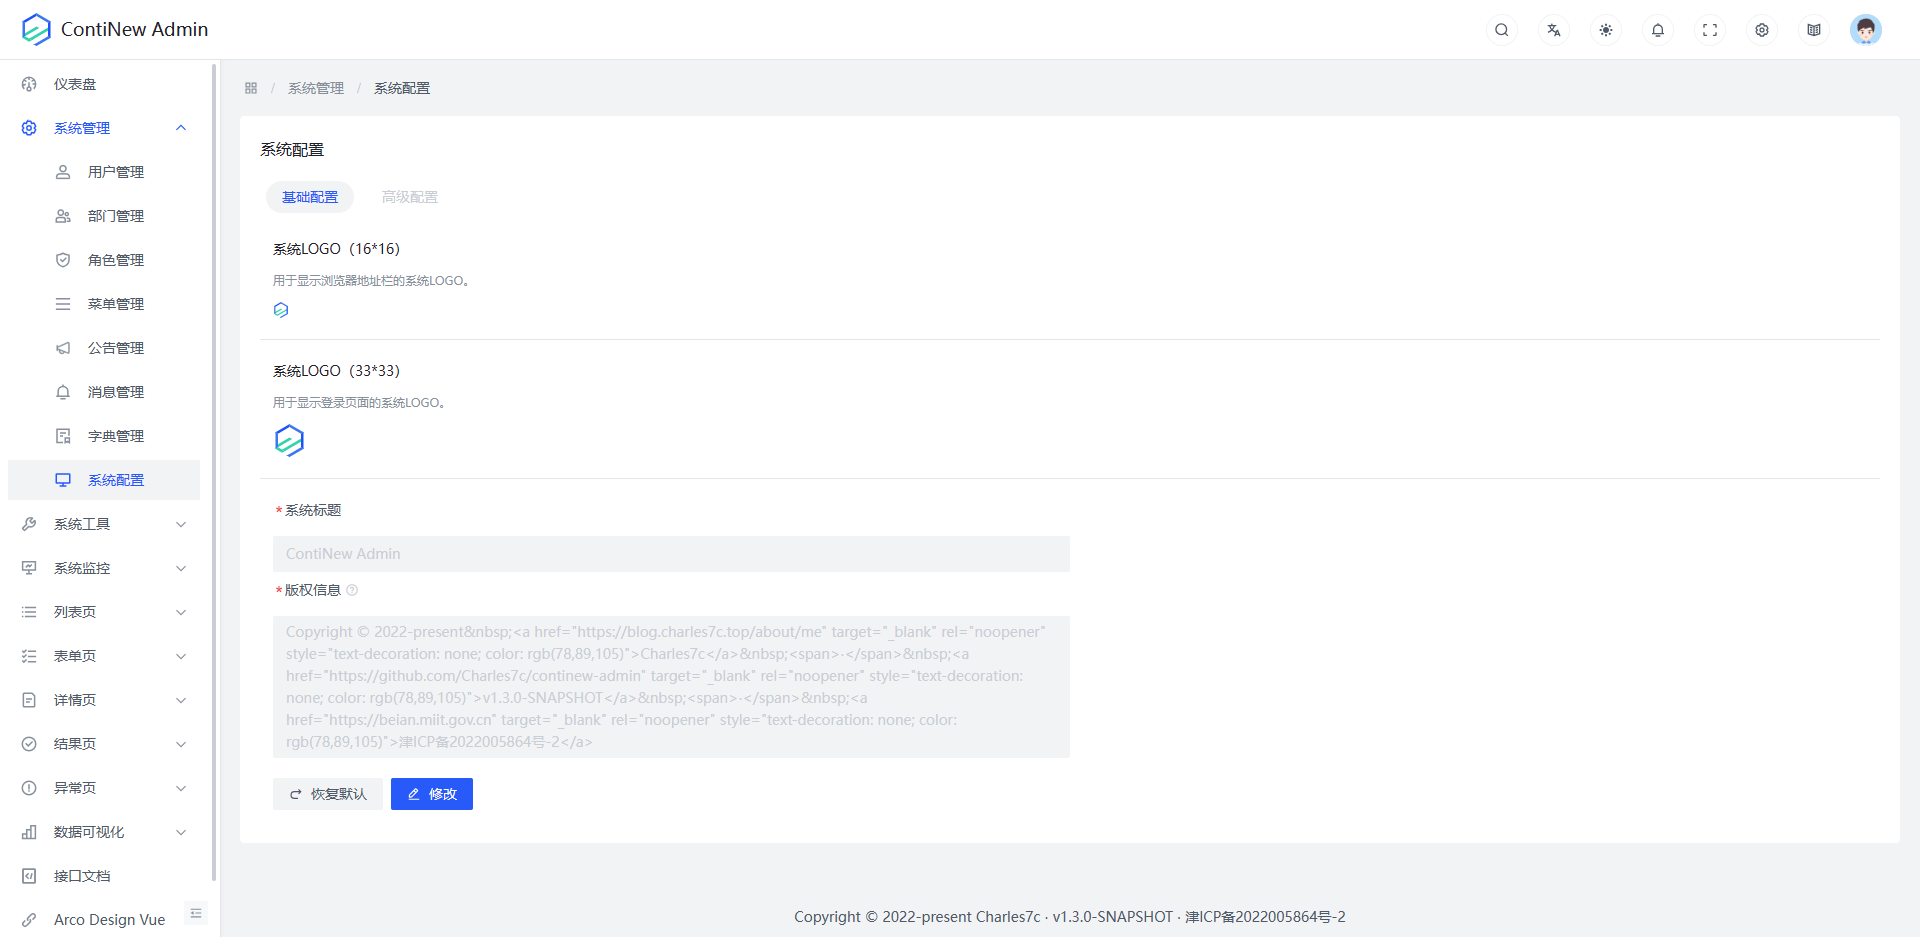 ContiNew Admin
仪表盘
系统管理
用户管理
部门管理
角色管理
菜单管理
公告管理
消息管理
字典管理
系统配置
系统工具
系统监控
列表页
表单页
详情页
结果页
异常页
数据可视化
接口文档
Arco Design Vue
/ 系统管理 / 系统配置
系统配置
基础配置 高级配置
系统LOGO（16*16）
用于显示浏览器地址栏的系统LOGO。
系统LOGO（33*33）
用于显示登录页面的系统LOGO。
* 系统标题
ContiNew Admin
* 版权信息
Copyright © 2022-present&nbsp;<a href="https://blog.charles7c.top/about/me" target="_blank" rel="noopener"
style="text-decoration: none; color: rgb(78,89,105)">Charles7c</a>&nbsp;<span>·</span>&nbsp;<a
href="https://github.com/Charles7c/continew-admin" target="_blank" rel="noopener" style="text-decoration:
none; color: rgb(78,89,105)">v1.3.0-SNAPSHOT</a>&nbsp;<span>·</span>&nbsp;<a
href="https://beian.miit.gov.cn" target="_blank" rel="noopener" style="text-decoration: none; color:
rgb(78,89,105)">津ICP备2022005864号-2</a>
恢复默认 修改
Copyright © 2022-present Charles7c · v1.3.0-SNAPSHOT · 津ICP备2022005864号-2